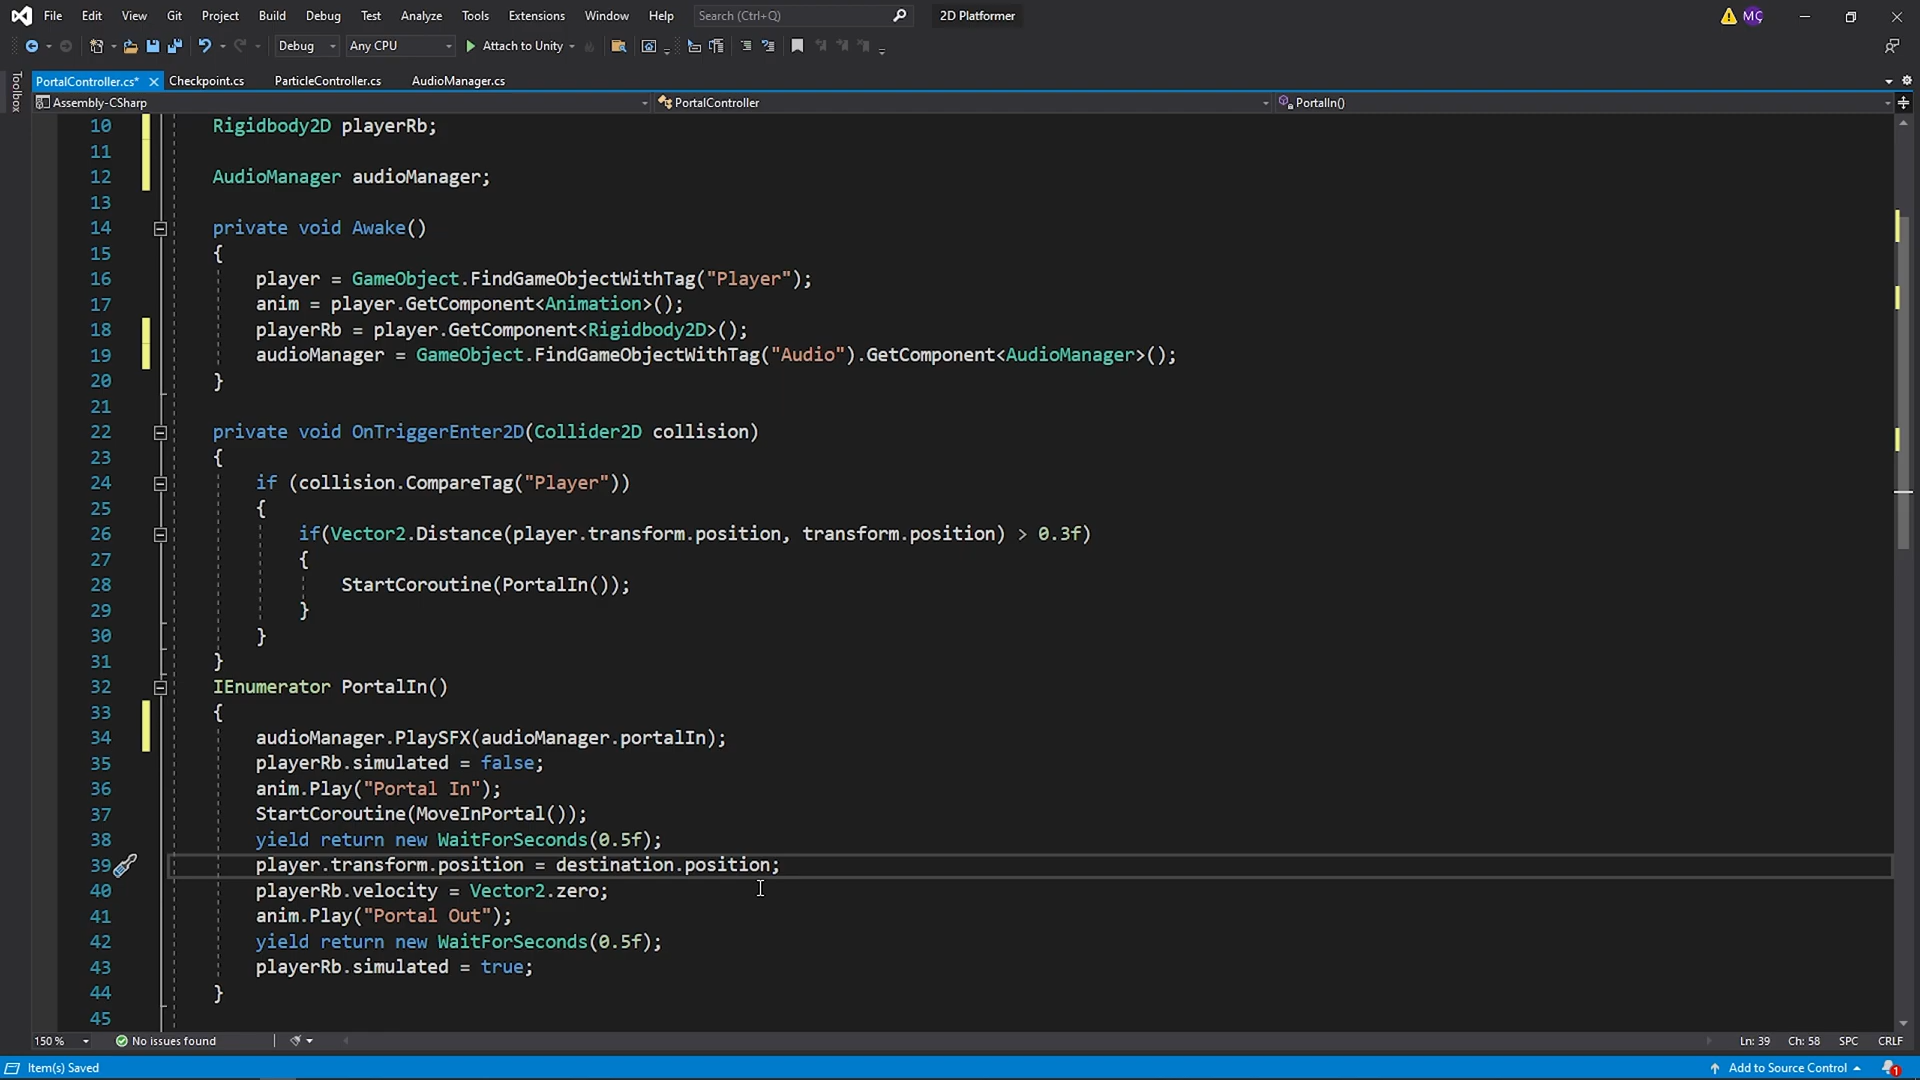 File Edit View Git Project Build Debug Test Analyze Tools Extensions Window Help Search (Ctrl+Q) 2D Platformer MÇ
Debug Any CPU Attach to Unity
Toolbox
PortalController.cs* Checkpoint.cs ParticleController.cs AudioManager.cs
Assembly-CSharp PortalController PortalIn()
10 Rigidbody2D playerRb;
11
12 AudioManager audioManager;
13
14 private void Awake()
15 {
16 player = GameObject.FindGameObjectWithTag("Player");
17 anim = player.GetComponent<Animation>();
18 playerRb = player.GetComponent<Rigidbody2D>();
19 audioManager = GameObject.FindGameObjectWithTag("Audio").GetComponent<AudioManager>();
20 }
21
22 private void OnTriggerEnter2D(Collider2D collision)
23 {
24 if (collision.CompareTag("Player"))
25 {
26 if(Vector2.Distance(player.transform.position, transform.position) > 0.3f)
27 {
28 StartCoroutine(PortalIn());
29 }
30 }
31 }
32 IEnumerator PortalIn()
33 {
34 audioManager.PlaySFX(audioManager.portalIn);
35 playerRb.simulated = false;
36 anim.Play("Portal In");
37 StartCoroutine(MoveInPortal());
38 yield return new WaitForSeconds(0.5f);
39 player.transform.position = destination.position;
40 playerRb.velocity = Vector2.zero;
41 anim.Play("Portal Out");
42 yield return new WaitForSeconds(0.5f);
43 playerRb.simulated = true;
44 }
45
150 % No issues found Ln: 39 Ch: 58 SPC CRLF
Item(s) Saved Add to Source Control 1